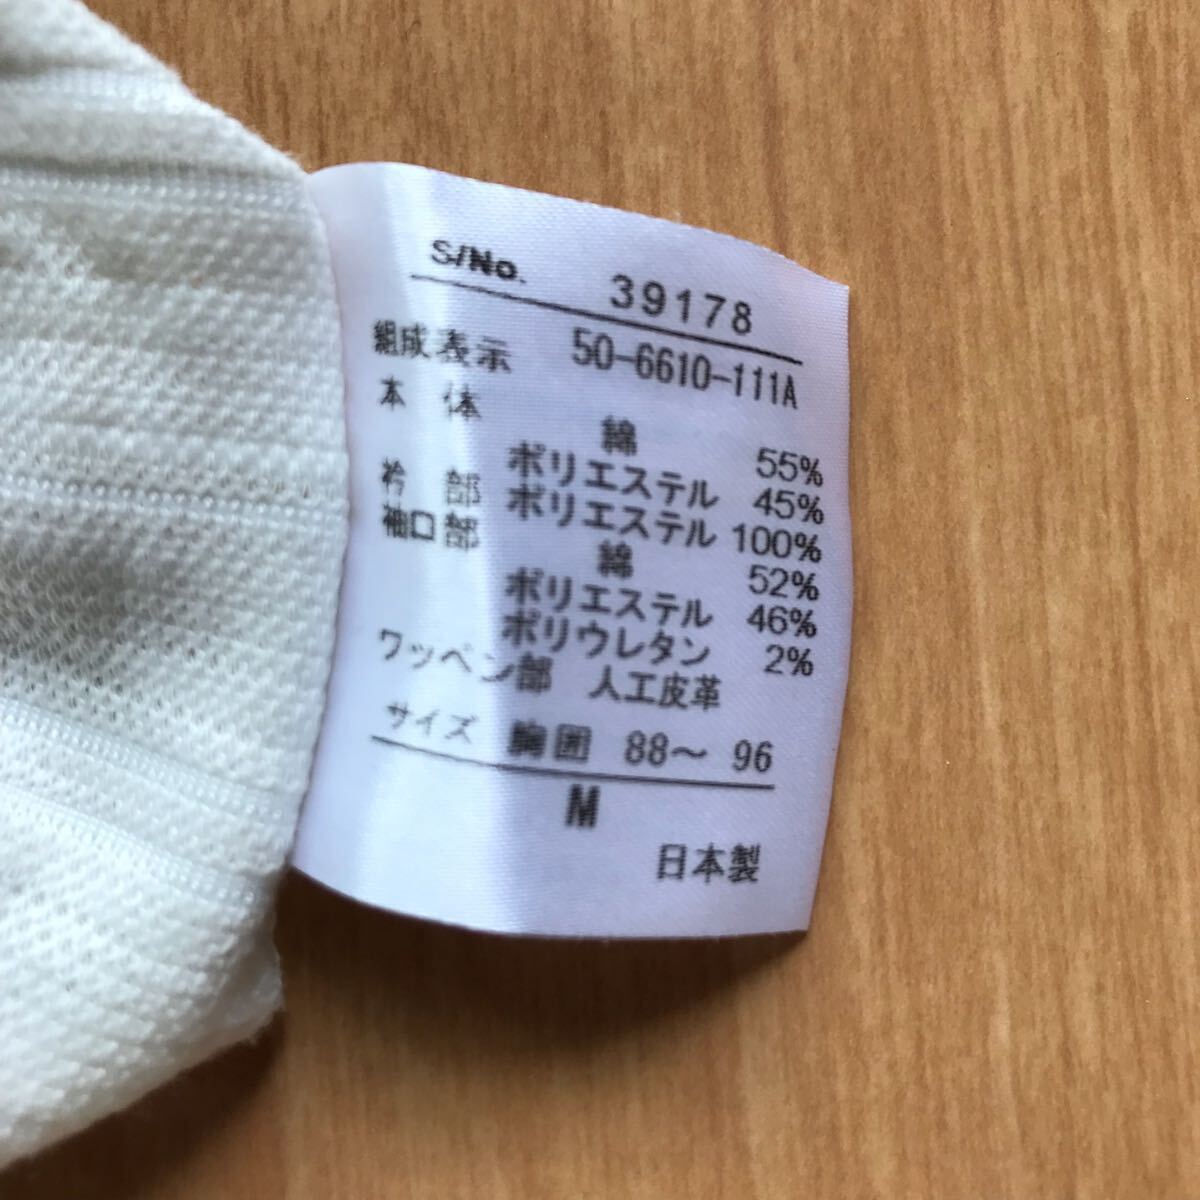 S/No. 39178
組成表示 50-6610-111A
本体 綿 55%
ポリエステル 45%
衿部 ポリエステル 100%
袖口部 綿 52%
ポリエステル 46%
ポリウレタン 2%
ワッペン部 人工皮革
サイズ 胸囲 88～ 96
M
日本製